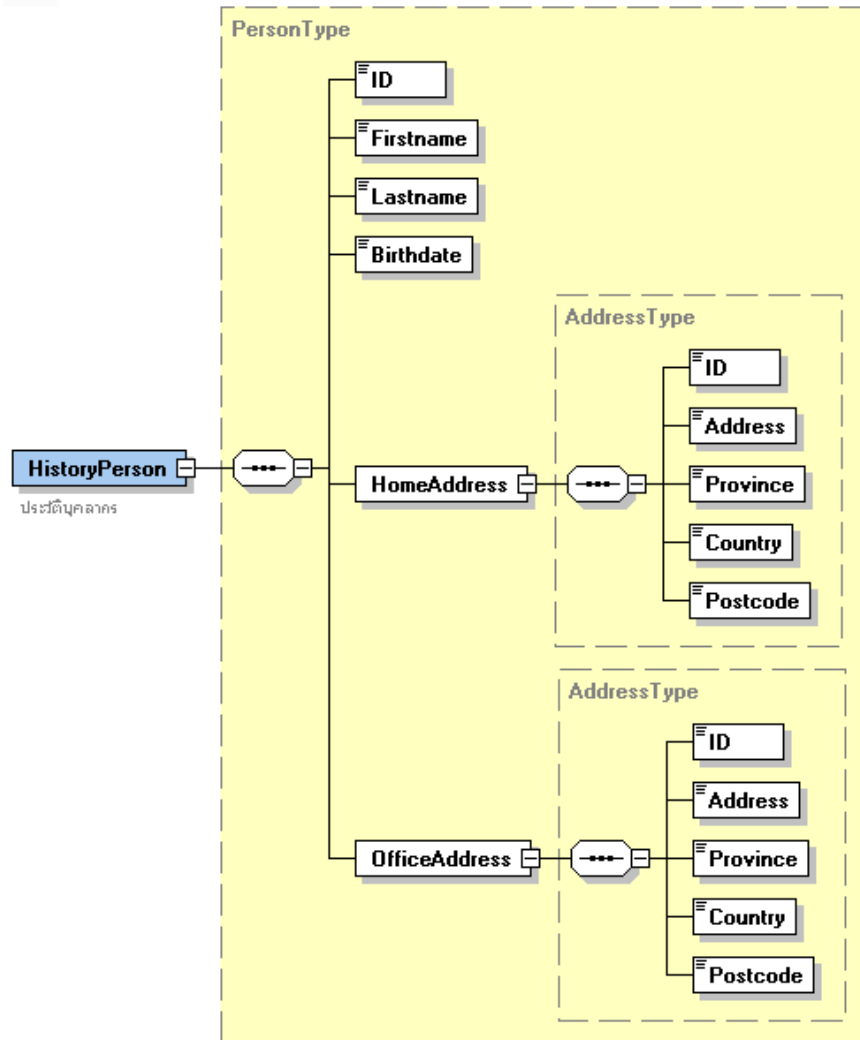 PersonType
ID
Firstname
Lastname
Birthdate
AddressType
ID
Address
HistoryPerson
HomeAddress
Province
ประวัติบุคลากร
Country
Postcode
AddressType
ID
Address
OfficeAddress
Province
Country
Postcode